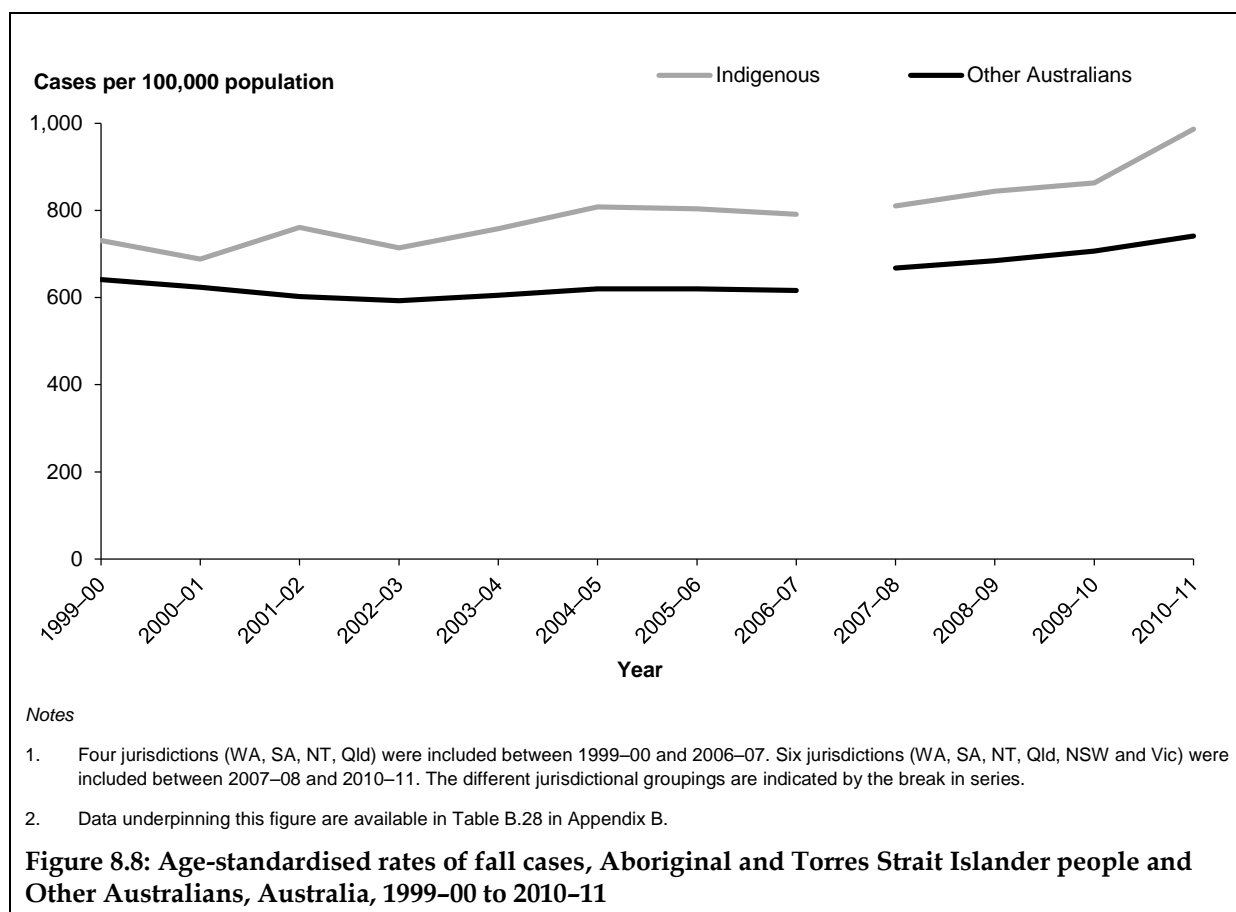 Cases per 100,000 population
Indigenous
Other Australians
1,000
800
600
400
200
0
1999–00
2000–01
2001–02
2002–03
2003–04
2004–05
2005–06
2006–07
2007–08
2008–09
2009–10
2010–11
Year
Notes
1. Four jurisdictions (WA, SA, NT, Qld) were included between 1999–00 and 2006–07. Six jurisdictions (WA, SA, NT, Qld, NSW and Vic) were
included between 2007–08 and 2010–11. The different jurisdictional groupings are indicated by the break in series.
2. Data underpinning this figure are available in Table B.28 in Appendix B.
Figure 8.8: Age-standardised rates of fall cases, Aboriginal and Torres Strait Islander people and
Other Australians, Australia, 1999–00 to 2010–11